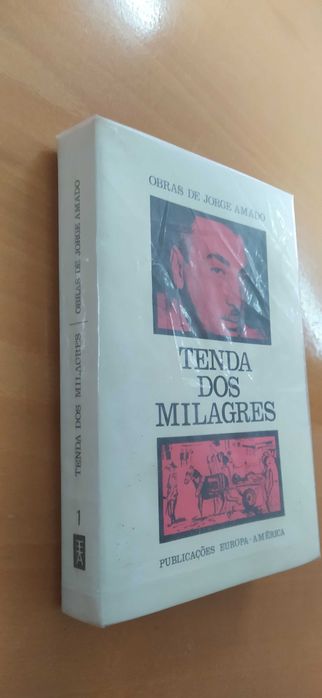 OBRAS DE JORGE AMADO
TENDA
DOS
MILAGRES
PUBLICAÇÕES EUROPA-AMÉRICA
TENDA DOS MILAGRES | OBRAS DE JORGE AMADO
1